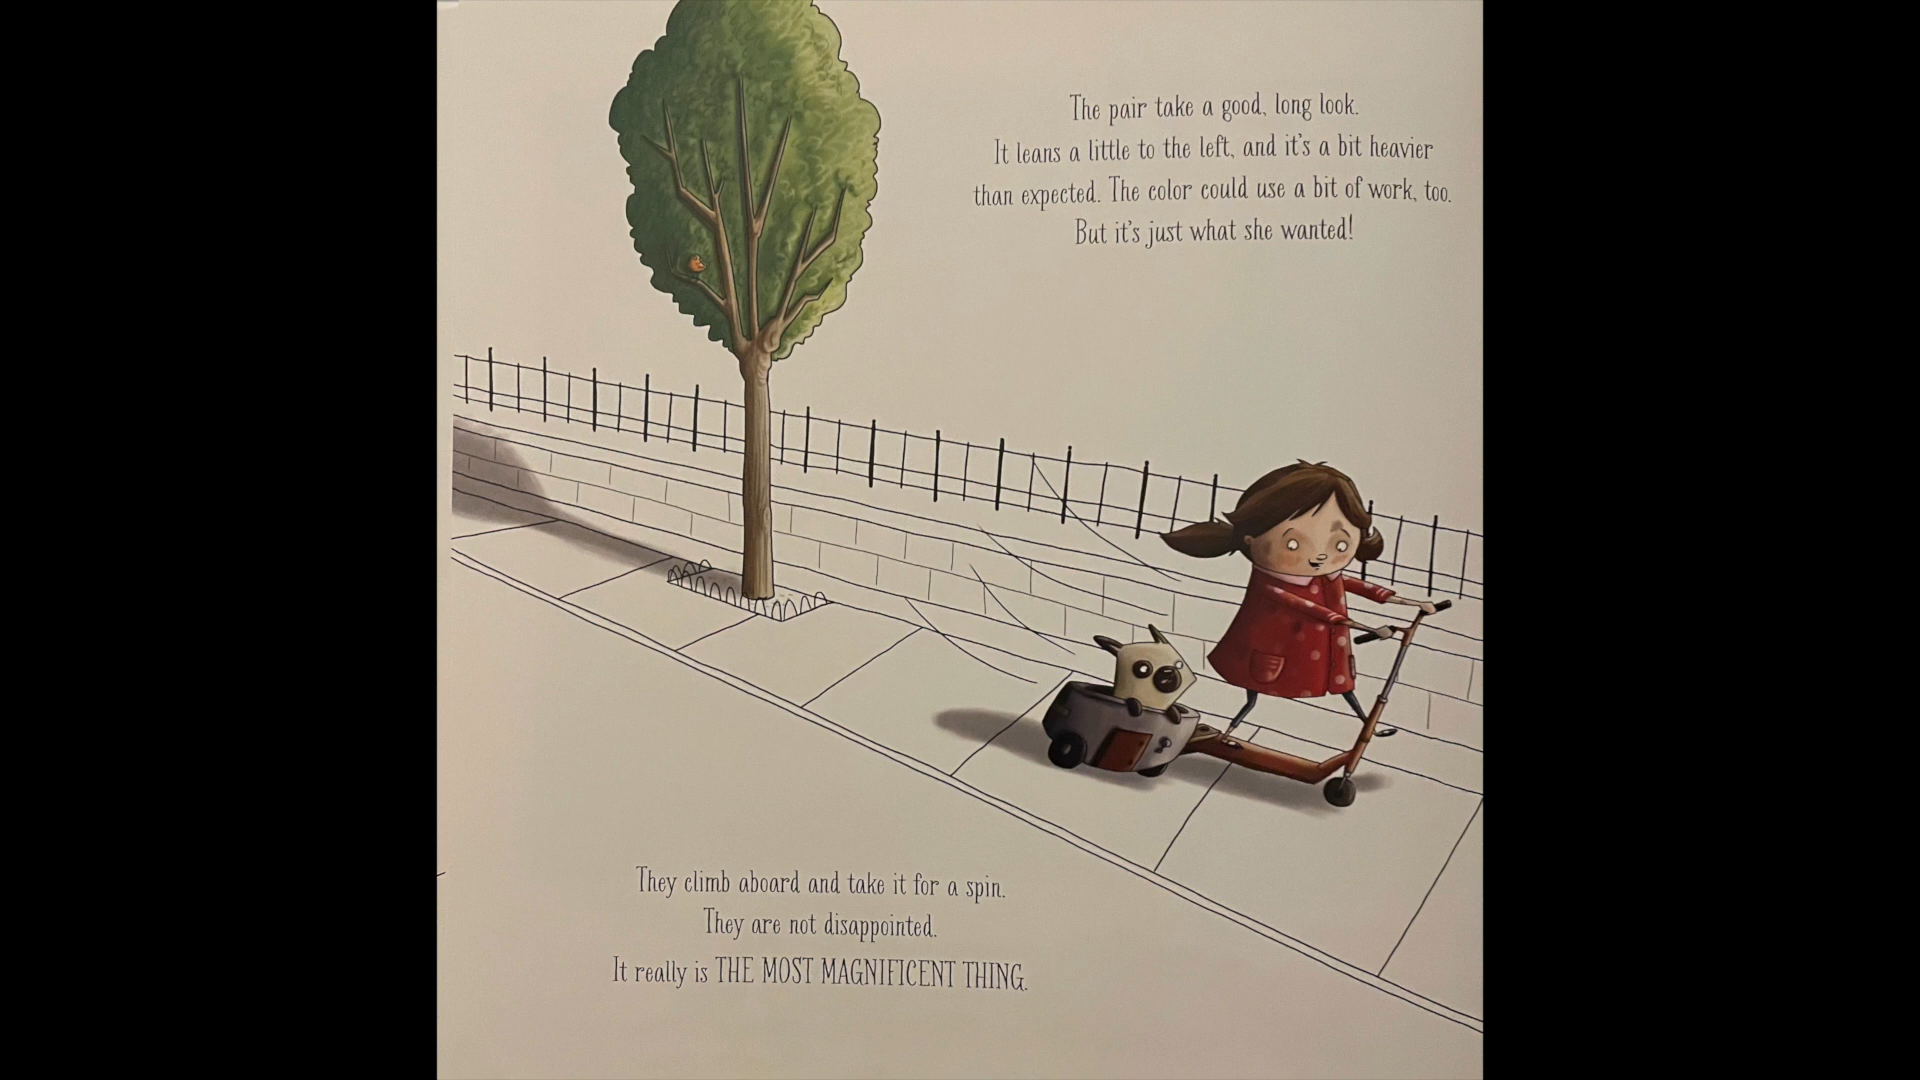 The pair take a good, long look.
It leans a little to the left, and it's a bit heavier
than expected. The color could use a bit of work, too.
But it's just what she wanted!
They climb aboard and take it for a spin.
They are not disappointed.
It really is THE MOST MAGNIFICENT THING.